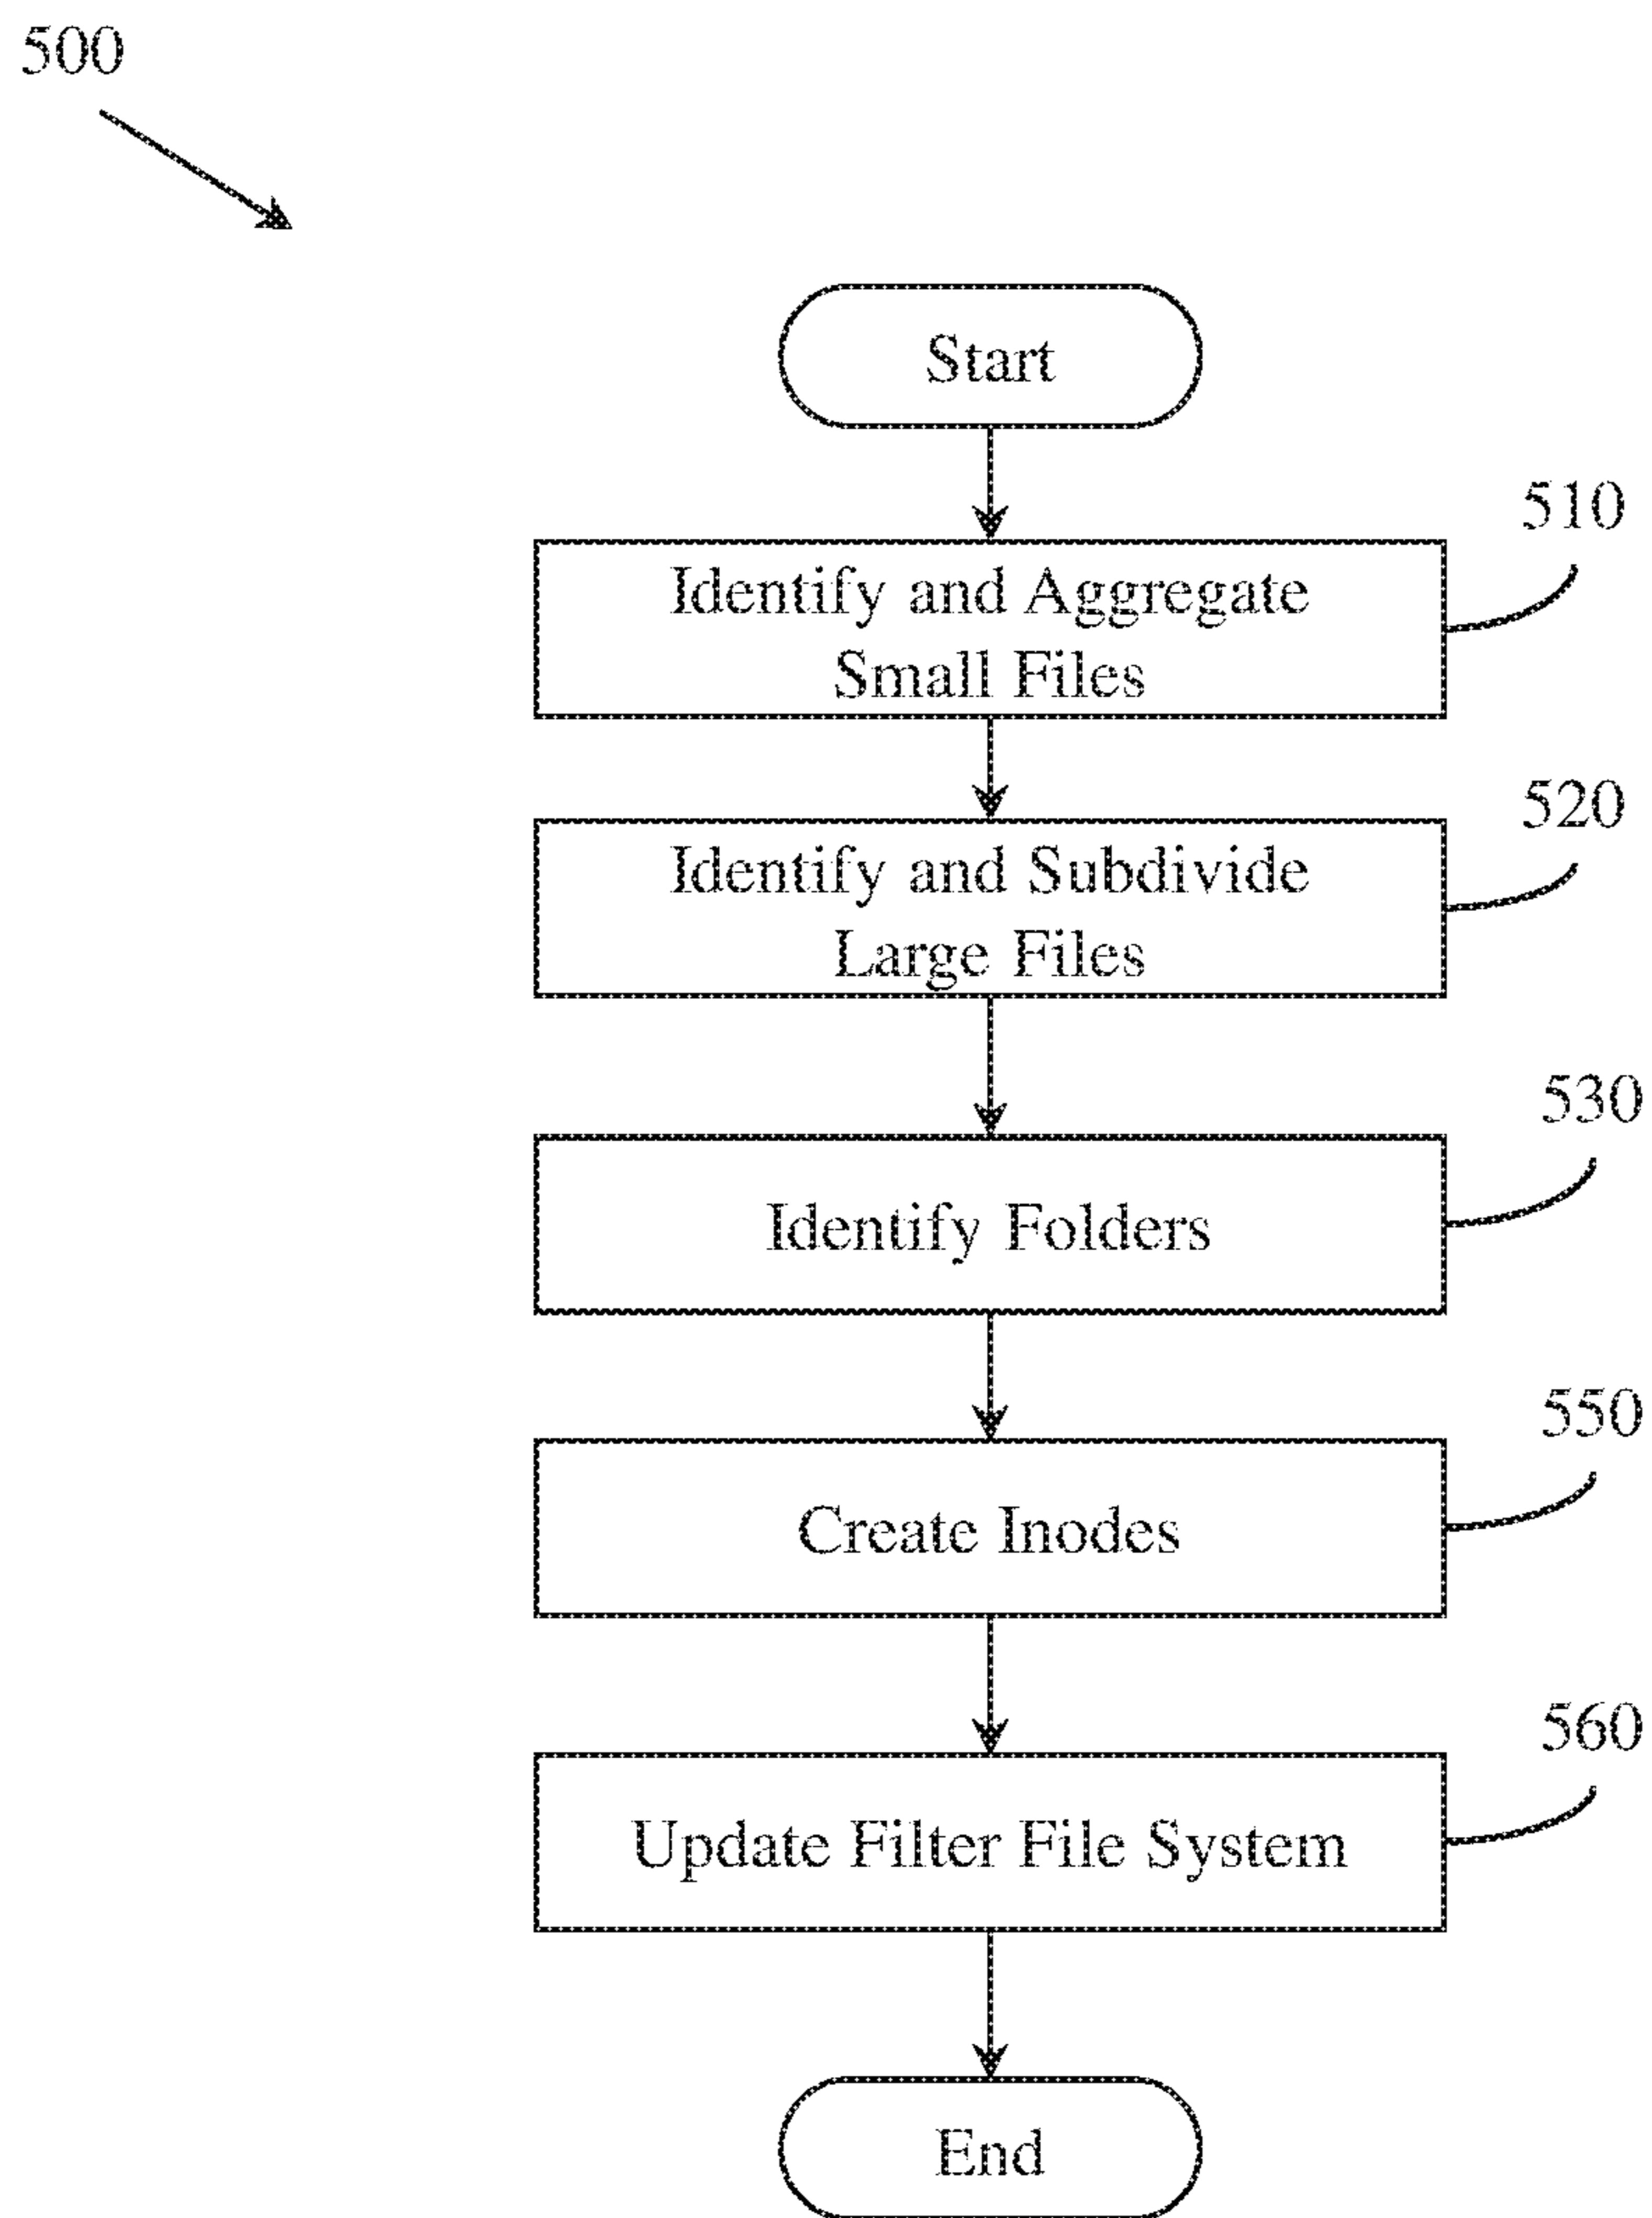 500
Start
510
Identify and Aggregate
Small Files
520
Identify and Subdivide
Large Files
530
Identify Folders
550
Create Inodes
560
Update Filter File System
End